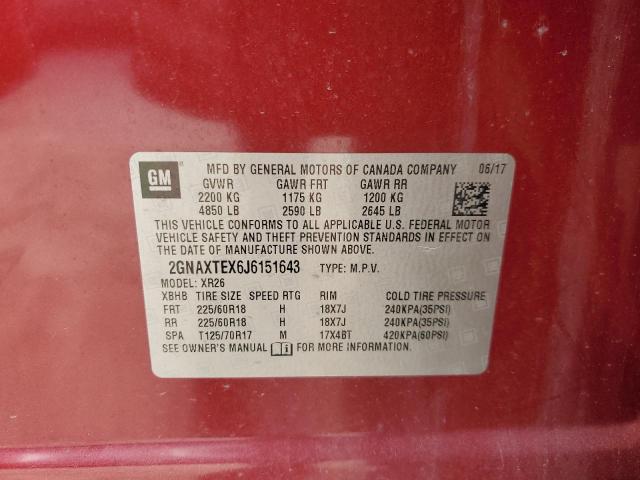 GM
MFD BY GENERAL MOTORS OF CANADA COMPANY 06/17
GVWR GAWR FRT GAWR RR
2200 KG 1175 KG 1200 KG
4850 LB 2590 LB 2645 LB
THIS VEHICLE CONFORMS TO ALL APPLICABLE U.S. FEDERAL MOTOR
VEHICLE SAFETY AND THEFT PREVENTION STANDARDS IN EFFECT ON
THE DATE OF MANUFACTURE SHOWN ABOVE.
2GNAXTEX6J6151643 TYPE: M.P.V.
MODEL: XR26
XBHB TIRE SIZE SPEED RTG RIM COLD TIRE PRESSURE
FRT 225/60R18 H 18X7J 240KPA(35PSI)
RR 225/60R18 H 18X7J 240KPA(35PSI)
SPA T125/70R17 M 17X4BT 420KPA(60PSI)
SEE OWNER'S MANUAL FOR MORE INFORMATION.